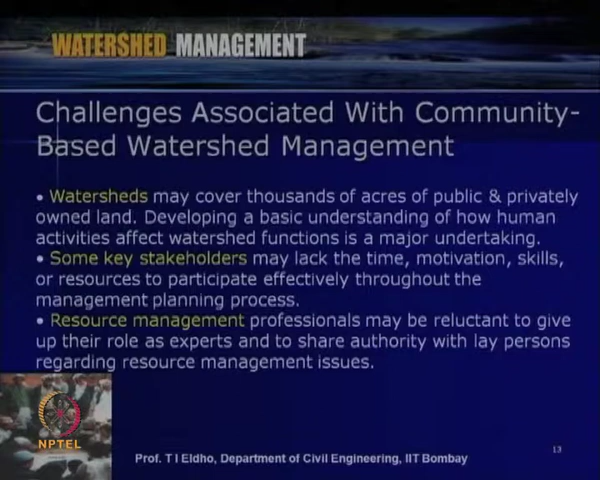 WATERSHED MANAGEMENT
Challenges Associated With Community-
Based Watershed Management
• Watersheds may cover thousands of acres of public & privately
owned land. Developing a basic understanding of how human
activities affect watershed functions is a major undertaking.
• Some key stakeholders may lack the time, motivation, skills,
or resources to participate effectively throughout the
management planning process.
• Resource management professionals may be reluctant to give
up their role as experts and to share authority with lay persons
regarding resource management issues.
NPTEL
Prof. T I Eldho, Department of Civil Engineering, IIT Bombay
13